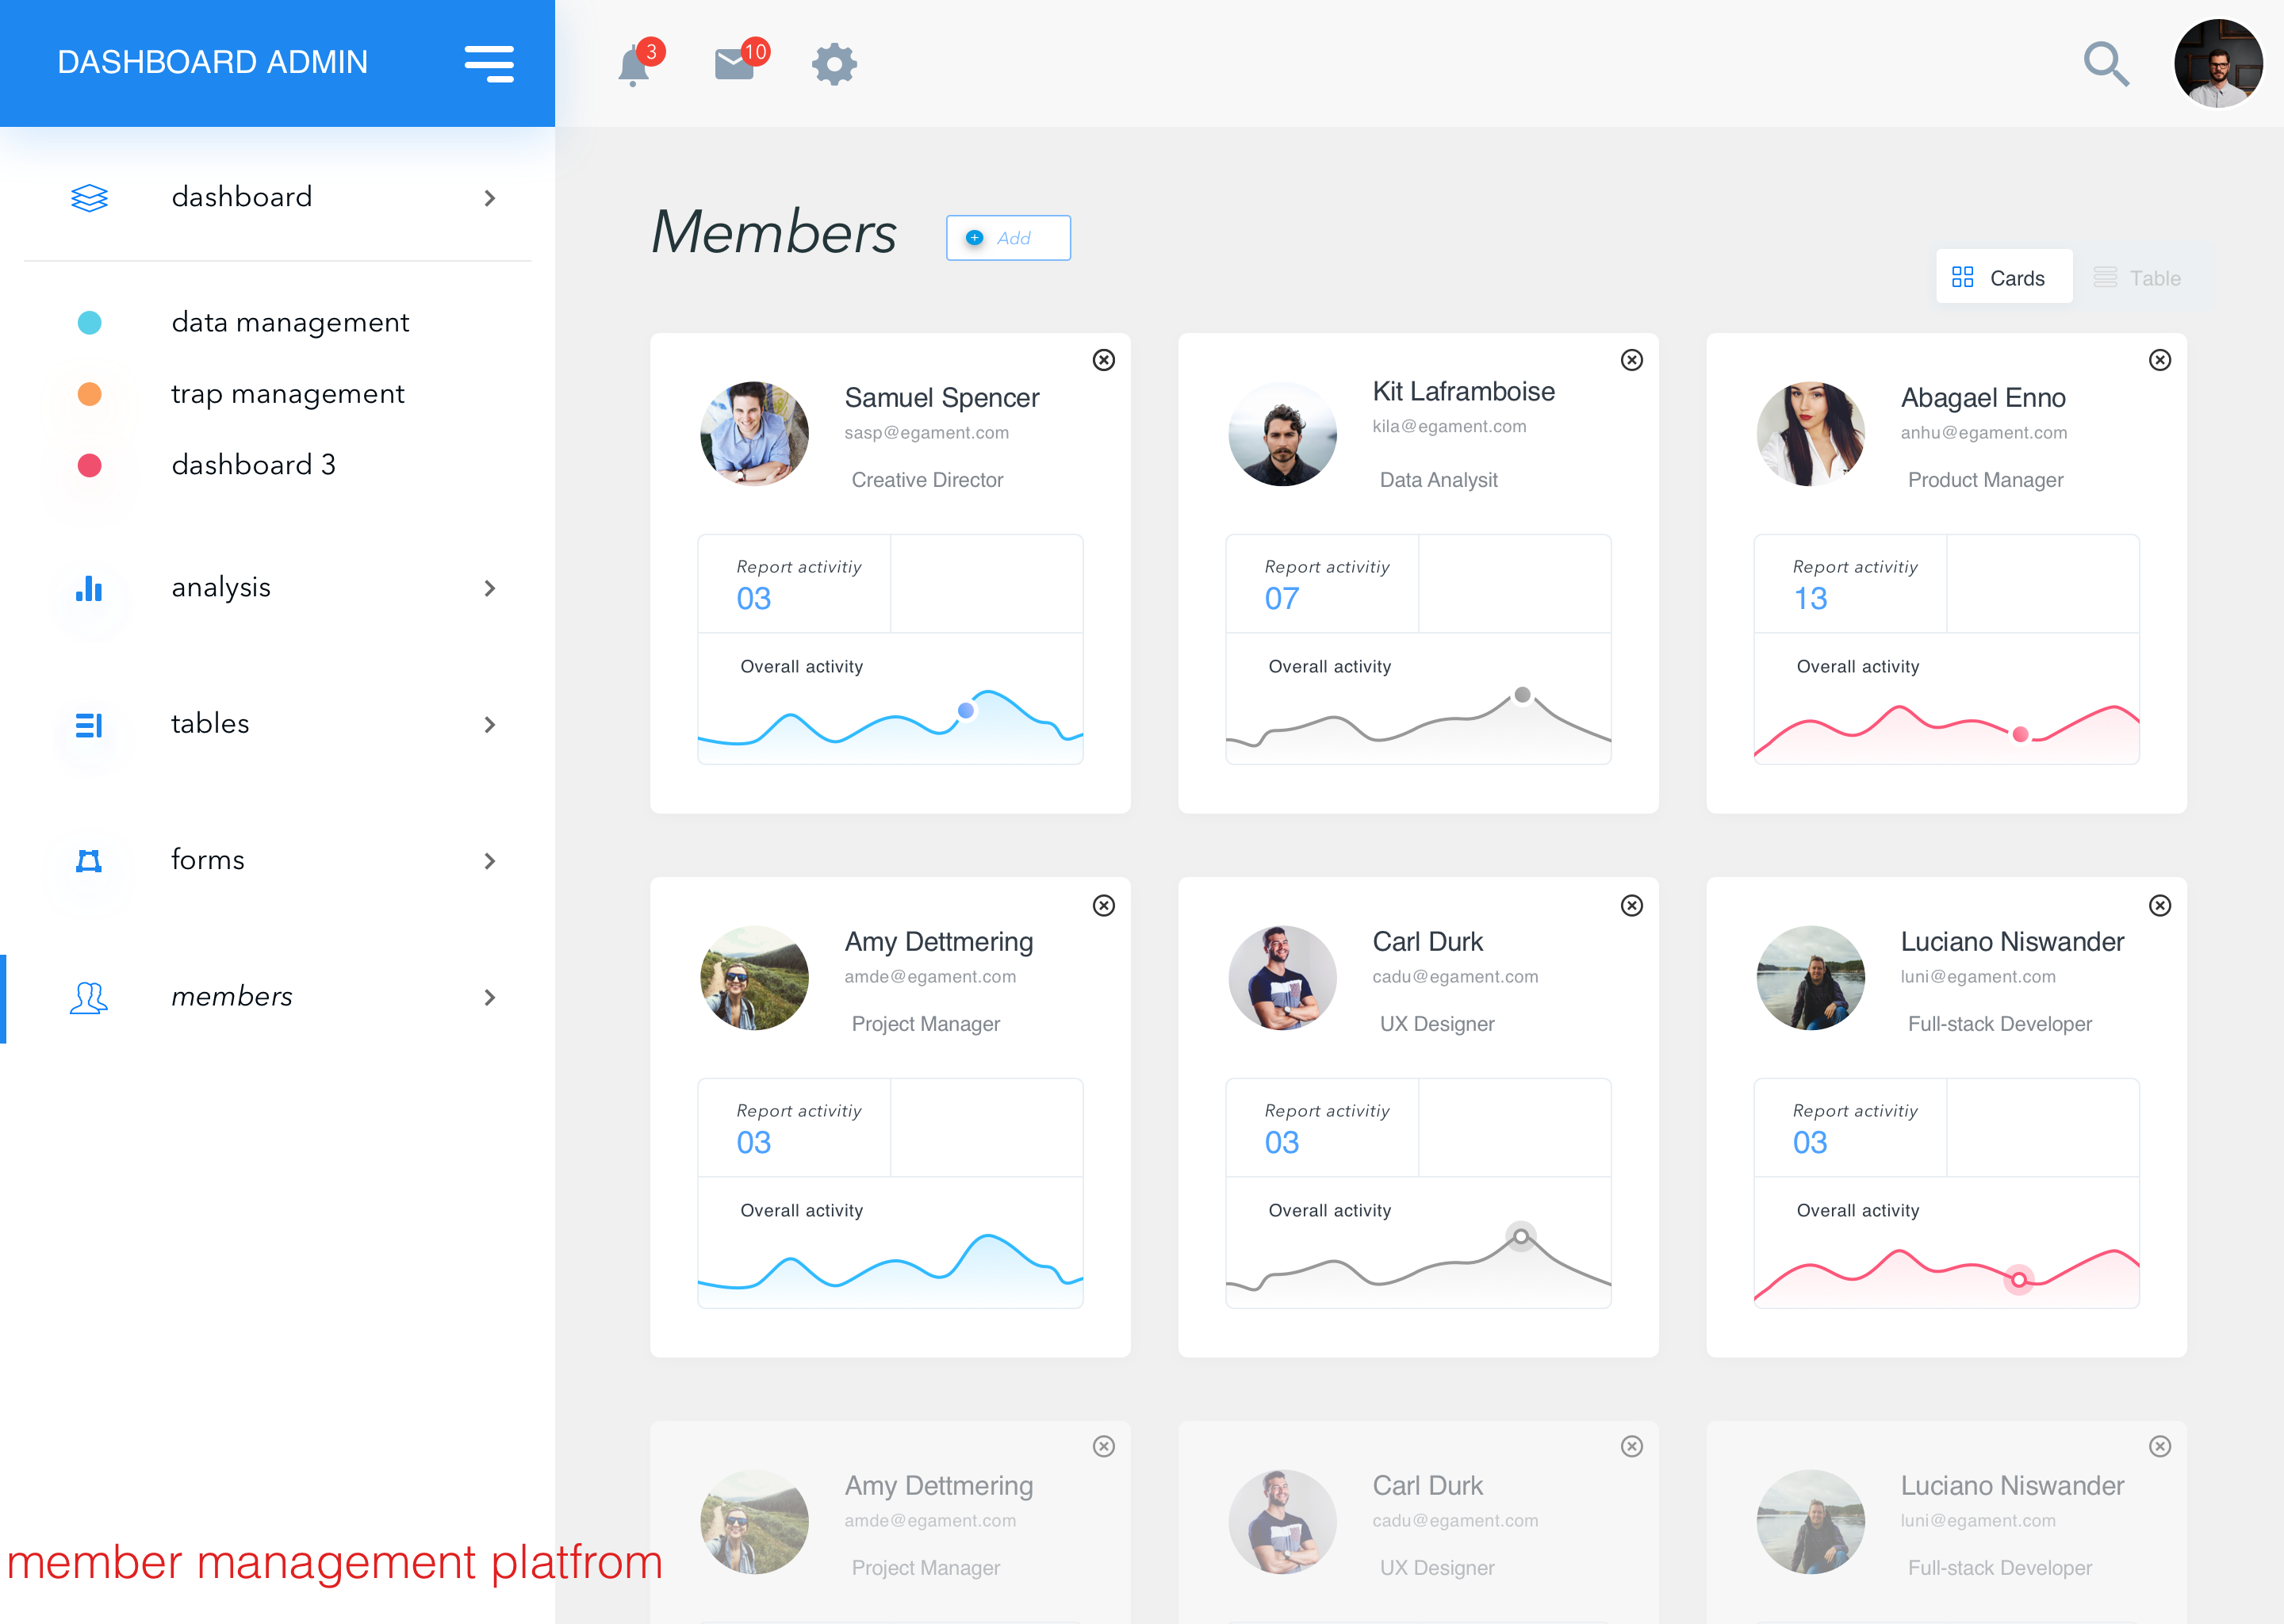 DASHBOARD ADMIN
3
10
dashboard
data management
trap management
dashboard 3
analysis
tables
forms
members
Members
Add
Cards
Table
Samuel Spencer
sasp@egament.com
Creative Director
Report activitiy
03
Overall activity
Kit Laframboise
kila@egament.com
Data Analysit
Report activitiy
07
Overall activity
Abagael Enno
anhu@egament.com
Product Manager
Report activitiy
13
Overall activity
Amy Dettmering
amde@egament.com
Project Manager
Report activitiy
03
Overall activity
Carl Durk
cadu@egament.com
UX Designer
Report activitiy
03
Overall activity
Luciano Niswander
luni@egament.com
Full-stack Developer
Report activitiy
03
Overall activity
Amy Dettmering
amde@egament.com
Project Manager
Carl Durk
cadu@egament.com
UX Designer
Luciano Niswander
luni@egament.com
Full-stack Developer
member management platfrom